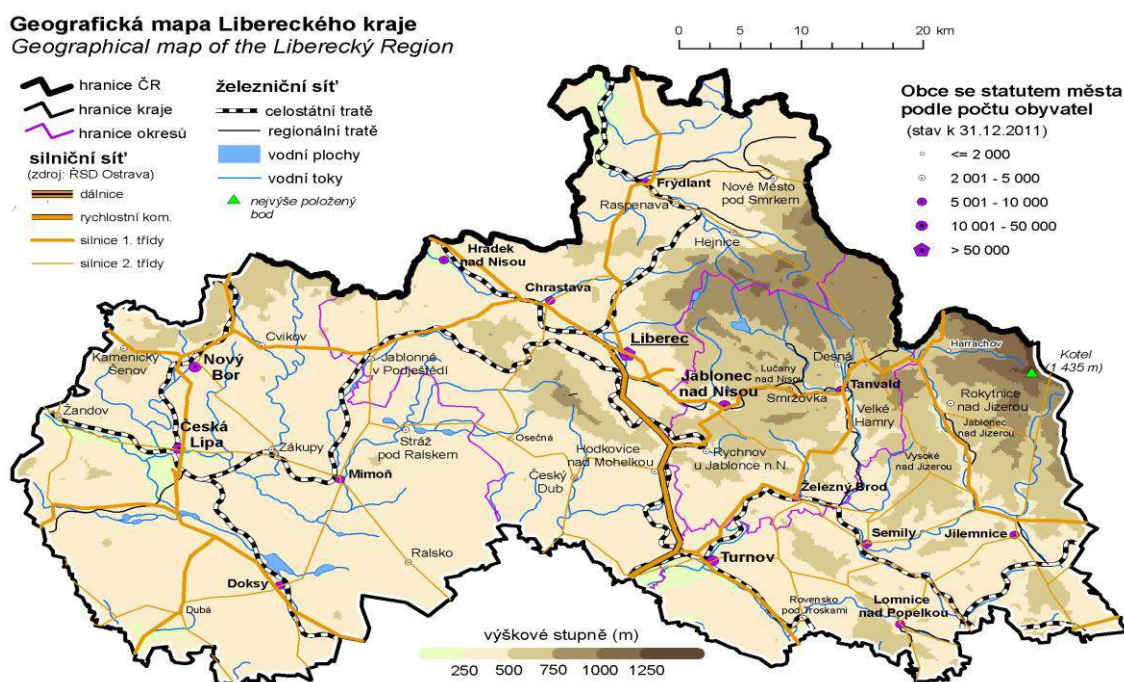 Geografická mapa Libereckého kraje
Geographical map of the Liberecký Region
0 5 10 20 km
hranice ČR
hranice kraje
hranice okresů
silniční síť
(zdroj: ŘSD Ostrava)
dálnice
rychlostní kom.
silnice 1. třídy
silnice 2. třídy
železniční síť
celostátní tratě
regionální tratě
vodní plochy
vodní toky
nejvýše položený
bod
Obce se statutem města
podle počtu obyvatel
(stav k 31.12.2011)
<= 2 000
2 001 - 5 000
5 001 - 10 000
10 001 - 50 000
> 50 000
Frýdlant
Nové Město
pod Smrkem
Raspenava
Hejnice
Hrádek
nad Nisou
Chrastava
Liberec
Cvikov
Kamenický
Šenov
Nový
Bor
Jablonné
v Podještědí
Jablonec
nad Nisou
Lučany
nad Nisou
Smržovka
Desná
Tanvald
Harrachov
Kotel
(1 435 m)
Rokytnice
nad Jizerou
Jablonec
nad Jizerou
Velké
Hamry
Vysoké
nad Jizerou
Žandov
Česká
Lípa
Zákupy
Mimoň
Stráž
pod Ralskem
Osečná
Hodkovice
nad Mohelkou
Český
Dub
Rychnov
u Jablonce n.N.
Železný Brod
Semily
Jilemnice
Turnov
Ralsko
Doksy
Dubá
Rovensko
pod Troskami
Lomnice
nad Popelkou
výškové stupně (m)
250 500 750 1000 1250